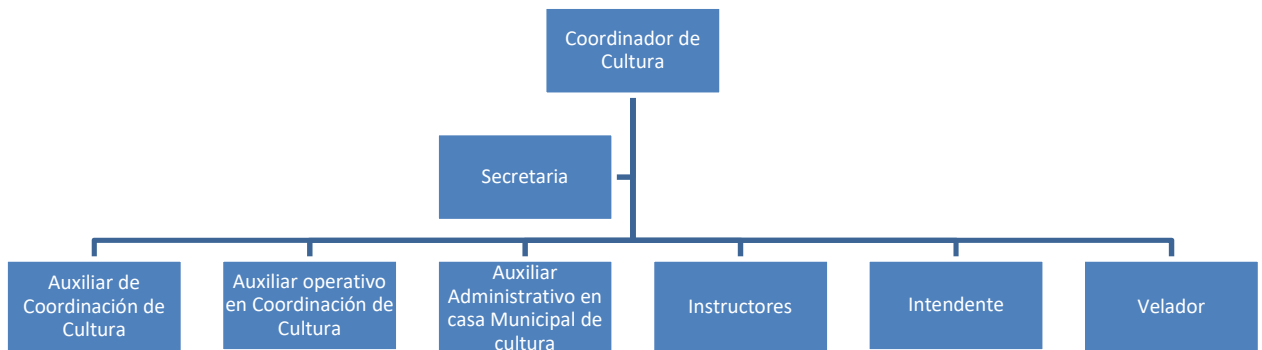 Coordinador de
Cultura
Secretaria
Auxiliar de
Coordinación de
Cultura
Auxiliar operativo
en Coordinación de
Cultura
Auxiliar
Administrativo en
casa Municipal de
cultura
Instructores
Intendente
Velador